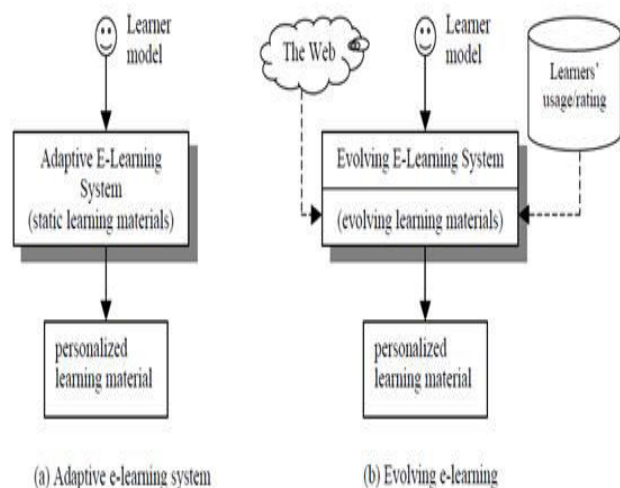 Learner
model
Adaptive E-Learning
System
(static learning materials)
personalized
learning material
(a) Adaptive e-learning system
The Web
Learner
model
Learners'
usage/rating
Evolving E-Learning System
(evolving learning materials)
personalized
learning material
(b) Evolving e-learning